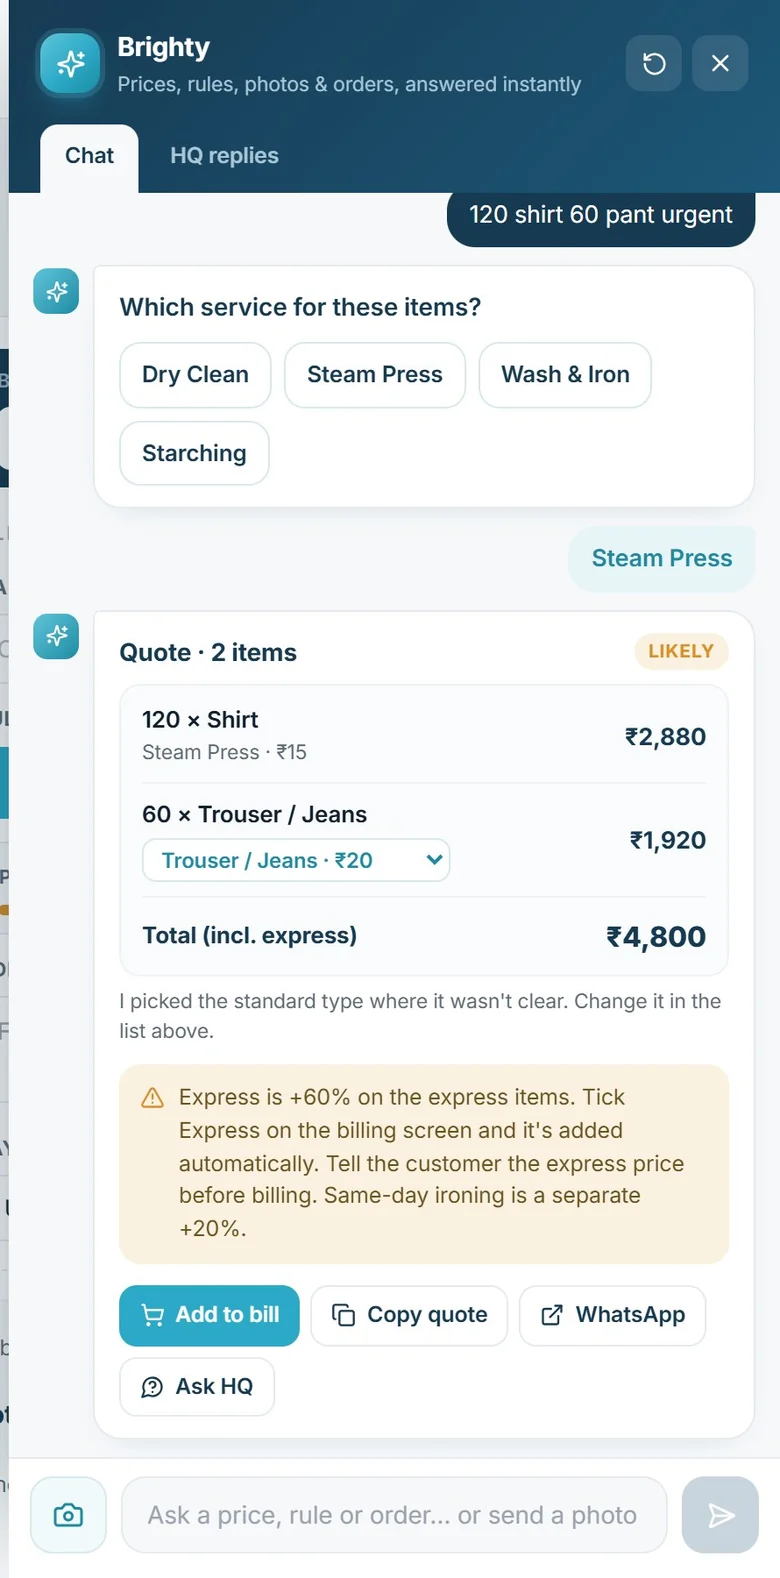 Brighty
Prices, rules, photos & orders, answered instantly
Chat
HQ replies
120 shirt 60 pant urgent
Which service for these items?
Dry Clean
Steam Press
Wash & Iron
Starching
Steam Press
Quote · 2 items
LIKELY
120 × Shirt
Steam Press · ₹15
₹2,880
60 × Trouser / Jeans
Trouser / Jeans · ₹20
₹1,920
Total (incl. express)
₹4,800
I picked the standard type where it wasn't clear. Change it in the
list above.
Express is +60% on the express items. Tick
Express on the billing screen and it's added
automatically. Tell the customer the express price
before billing. Same-day ironing is a separate
+20%.
Add to bill
Copy quote
WhatsApp
Ask HQ
Ask a price, rule or order... or send a photo